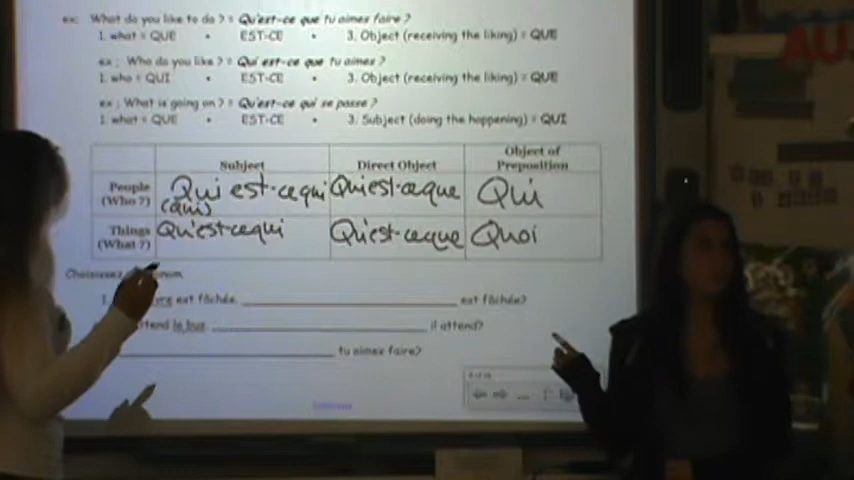 ex: What do you like to do ? = Qu'est-ce que tu aimes faire ?
1. what = QUE • EST-CE • 3. Object (receiving the liking) = QUE
ex : Who do you like ? = Qui est-ce que tu aimes ?
1. who = QUI • EST-CE • 3. Object (receiving the liking) = QUE
ex : What is going on ? = Qu'est-ce qui se passe ?
1. what = QUE • EST-CE • 3. Subject (doing the happening) = QUI
Subject Direct Object Object of Preposition
People (Who ?) Qui est-ce qui (qui) Qui est-ce que Qui
Things (What ?) Qu'est-ce qui Qu'est-ce que Quoi
Choisissez
1. est fâchée. est fâchée?
attend le bus il attend?
tu aimes faire?
AU